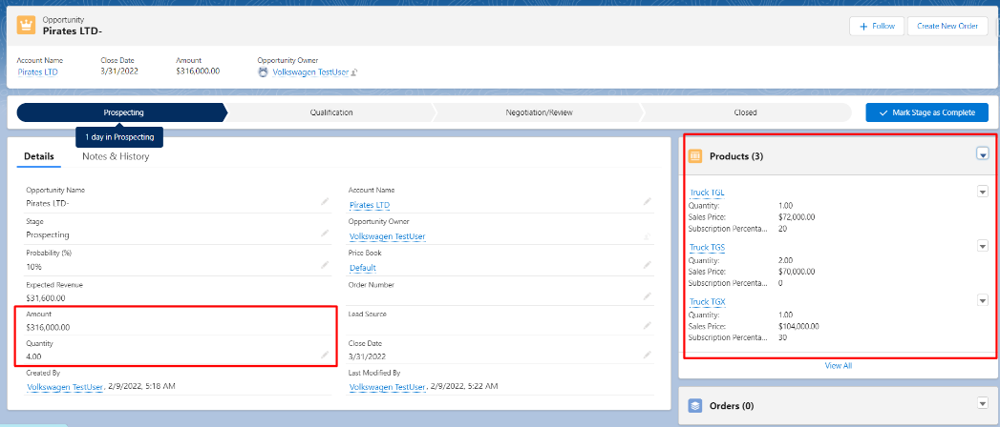 Opportunity
Pirates LTD-
Follow
Create New Order
Account Name Close Date Amount Opportunity Owner
Pirates LTD 3/31/2022 $316,000.00 Volkswagen TestUser
Prospecting Qualification Negotiation/Review Closed Mark Stage as Complete
1 day in Prospecting
Details Notes & History
Opportunity Name Account Name
Pirates LTD- Pirates LTD
Stage Opportunity Owner
Prospecting Volkswagen TestUser
Probability (%) Price Book
10% Default
Expected Revenue Order Number
$31,600.00
Amount Lead Source
$316,000.00
Quantity Close Date
4.00 3/31/2022
Created By Last Modified By
Volkswagen TestUser, 2/9/2022, 5:18 AM Volkswagen TestUser, 2/9/2022, 5:22 AM
Products (3)
Truck TGL
Quantity: 1.00
Sales Price: $72,000.00
Subscription Percenta... 20
Truck TGS
Quantity: 2.00
Sales Price: $70,000.00
Subscription Percenta... 0
Truck TGX
Quantity: 1.00
Sales Price: $104,000.00
Subscription Percenta... 30
View All
Orders (0)